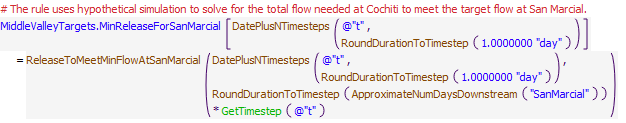 # The rule uses hypothetical simulation to solve for the total flow needed at Cochiti to meet the target flow at San Marcial.
MiddleValleyTargets.MinReleaseForSanMarcial [ DatePlusNTimesteps ( @"t" ,
RoundDurationToTimestep ( 1.0000000 "day" ) ) ]
= ReleaseToMeetMinFlowAtSanMarcial ( DatePlusNTimesteps ( @"t" ,
RoundDurationToTimestep ( 1.0000000 "day" ) ) ,
RoundDurationToTimestep ( ApproximateNumDaysDownstream ( "SanMarcial" ) )
* GetTimestep ( @"t" ) )